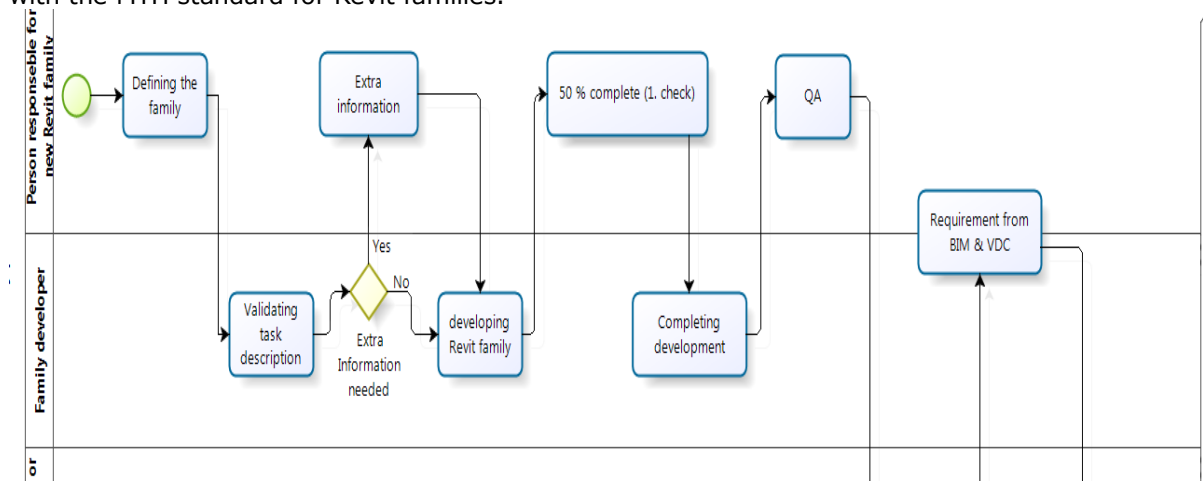 Person responseble for
new Revit family
Defining the
family
Extra
information
50 % complete (1. check)
QA
Requirement from
BIM & VDC
Family developer
Validating
task
description
Yes
No
Extra
Information
needed
developing
Revit family
Completing
development
or